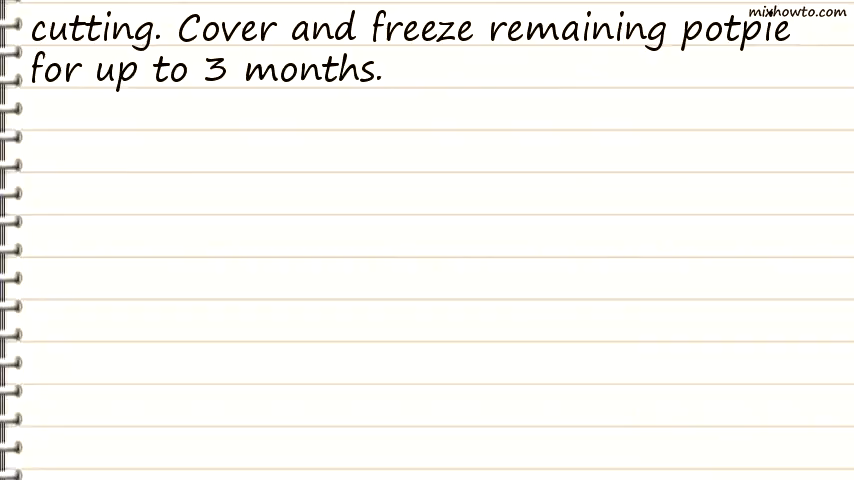 mixhowto.com
cutting. Cover and freeze remaining potpie
for up to 3 months.